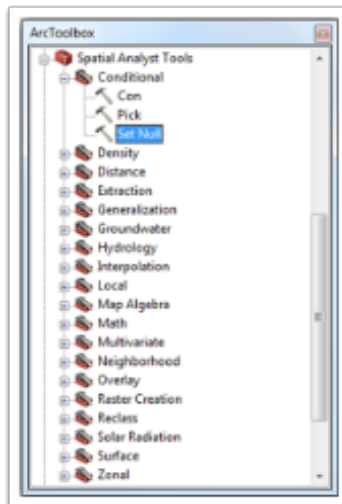 ArcToolbox
Spatial Analyst Tools
Conditional
Con
Pick
Set Null
Density
Distance
Extraction
Generalization
Groundwater
Hydrology
Interpolation
Local
Map Algebra
Math
Multivariate
Neighborhood
Overlay
Raster Creation
Reclass
Solar Radiation
Surface
Zonal